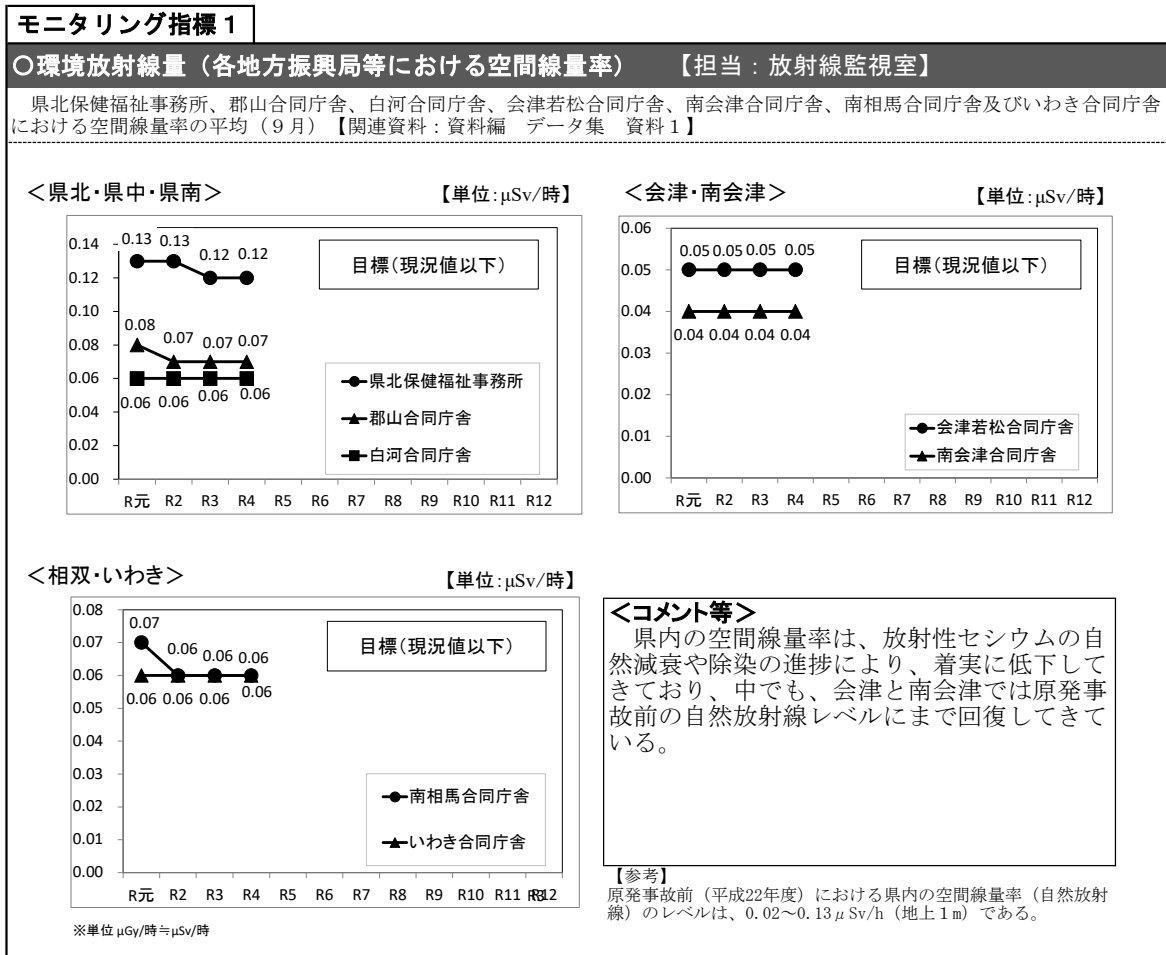 モニタリング指標1
○環境放射線量（各地方振興局等における空間線量率）　【担当：放射線監視室】
県北保健福祉事務所、郡山合同庁舎、白河合同庁舎、会津若松合同庁舎、南会津合同庁舎、南相馬合同庁舎及びいわき合同庁舎
における空間線量率の平均（９月）【関連資料：資料編　データ集　資料１】
＜県北・県中・県南＞
【単位:μSv/時】
0.14
0.12
0.10
0.08
0.06
0.04
0.02
0.00
0.13 0.13 0.12 0.12
0.08 0.07 0.07 0.07
0.06 0.06 0.06 0.06
目標(現況値以下)
県北保健福祉事務所
郡山合同庁舎
白河合同庁舎
R元 R2 R3 R4 R5 R6 R7 R8 R9 R10 R11 R12
＜会津・南会津＞
【単位:μSv/時】
0.06
0.05
0.04
0.03
0.02
0.01
0.00
0.05 0.05 0.05 0.05
0.04 0.04 0.04 0.04
目標(現況値以下)
会津若松合同庁舎
南会津合同庁舎
R元 R2 R3 R4 R5 R6 R7 R8 R9 R10 R11 R12
＜相双・いわき＞
【単位:μSv/時】
0.08
0.07
0.06
0.05
0.04
0.03
0.02
0.01
0.00
0.07 0.06 0.06 0.06
0.06 0.06 0.06 0.06
目標(現況値以下)
南相馬合同庁舎
いわき合同庁舎
R元 R2 R3 R4 R5 R6 R7 R8 R9 R10 R11 R12
※単位 μGy/時≒μSv/時
＜コメント等＞
県内の空間線量率は、放射性セシウムの自
然減衰や除染の進捗により、着実に低下して
きており、中でも、会津と南会津では原発事
故前の自然放射線レベルにまで回復してきて
いる。
【参考】
原発事故前（平成22年度）における県内の空間線量率（自然放射
線）のレベルは、0.02～0.13μSv/h（地上１m）である。